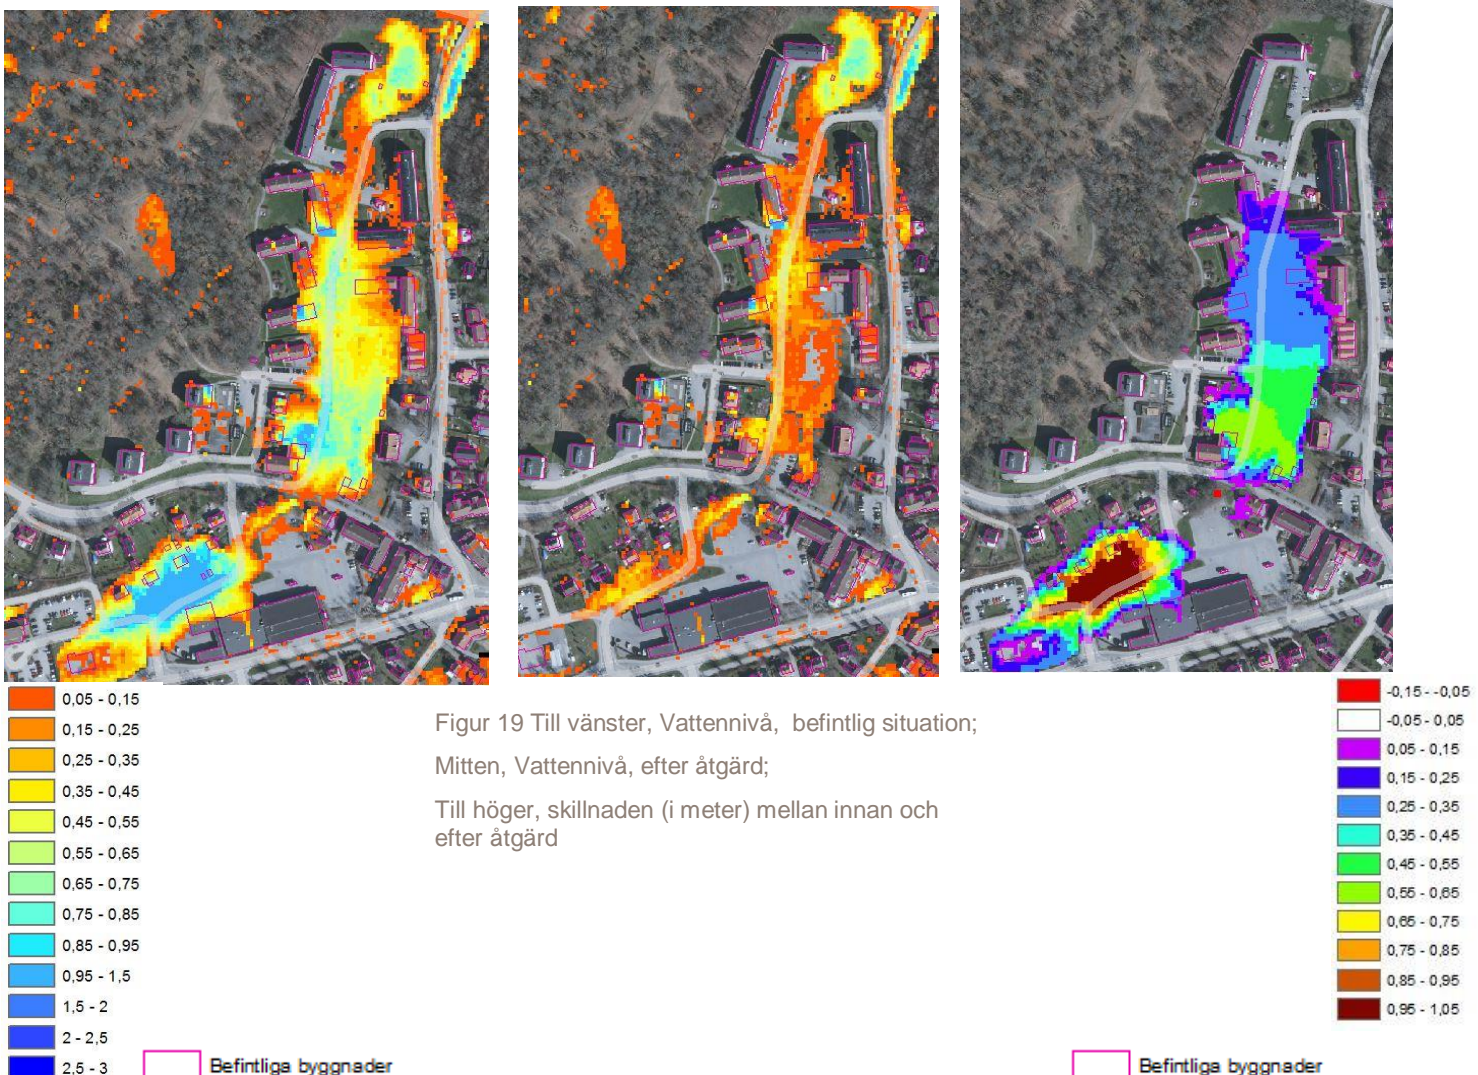 0,05 - 0,15
0,15 - 0,25
0,25 - 0,35
0,35 - 0,45
0,45 - 0,55
0,55 - 0,65
0,65 - 0,75
0,75 - 0,85
0,85 - 0,95
0,95 - 1,5
1,5 - 2
2 - 2,5
2,5 - 3
Befintliga byggnader
Figur 19 Till vänster, Vattennivå, befintlig situation;
Mitten, Vattennivå, efter åtgärd;
Till höger, skillnaden (i meter) mellan innan och
efter åtgärd
-0,15 - -0,05
-0,05 - 0,05
0,05 - 0,15
0,15 - 0,25
0,25 - 0,35
0,35 - 0,45
0,45 - 0,55
0,55 - 0,65
0,65 - 0,75
0,75 - 0,85
0,85 - 0,95
0,95 - 1,05
Befintliga byggnader